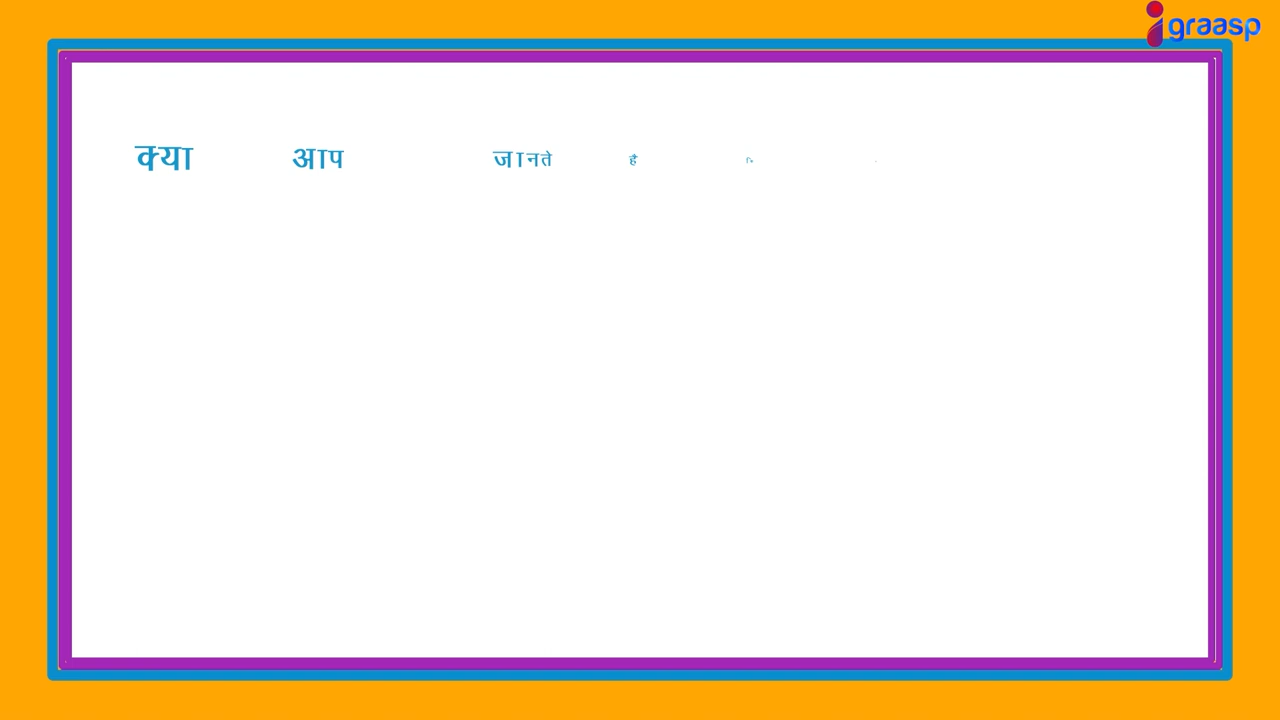 igraasp
क्या आप जानते है